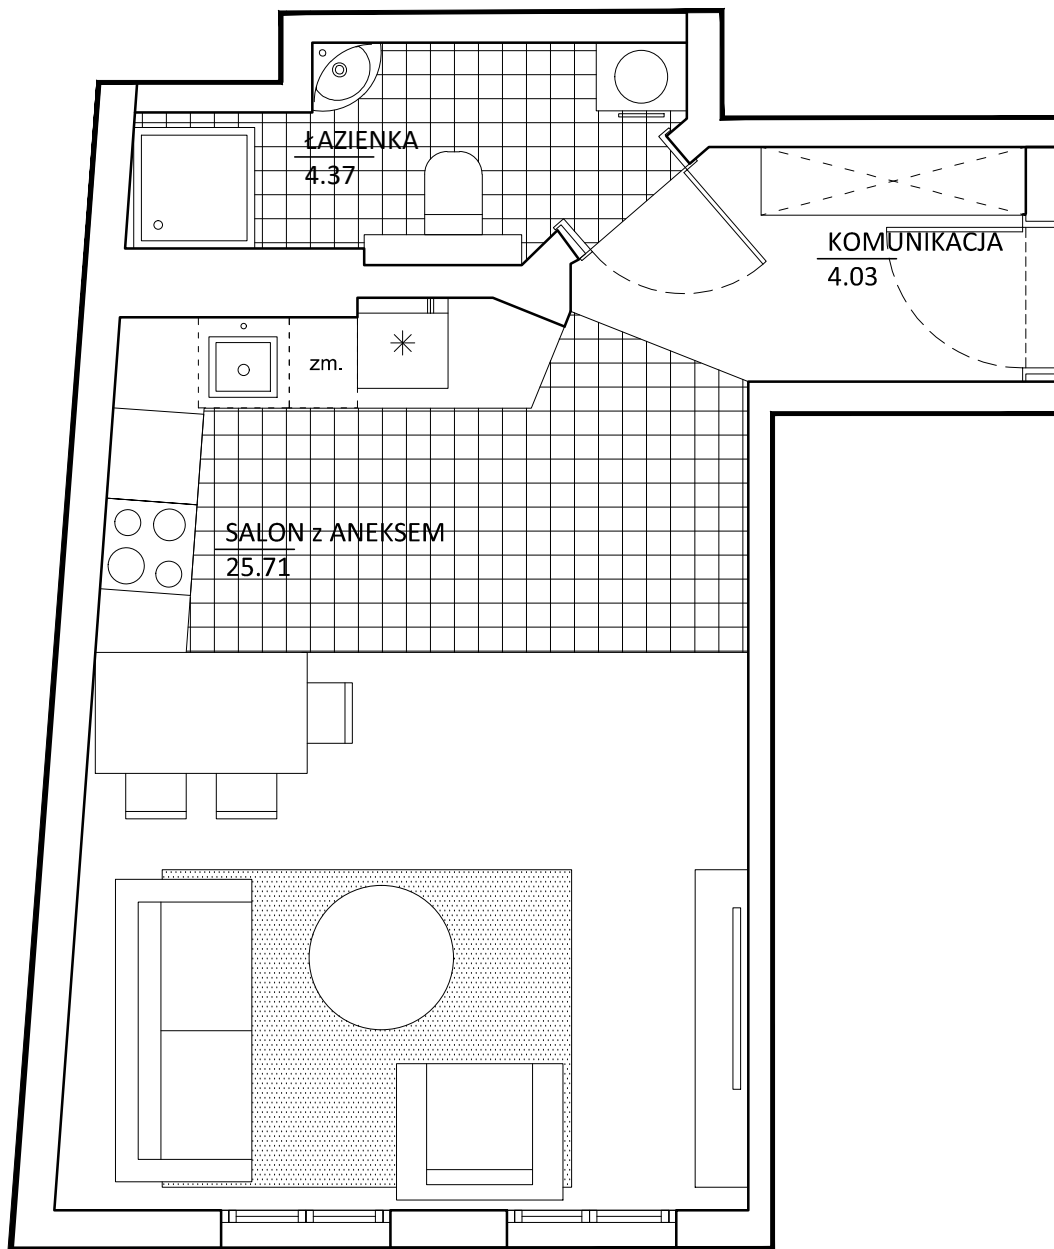 ŁAZIENKA
4.37
KOMUNIKACJA
4.03
zm.
SALON z ANEKSEM
25.71